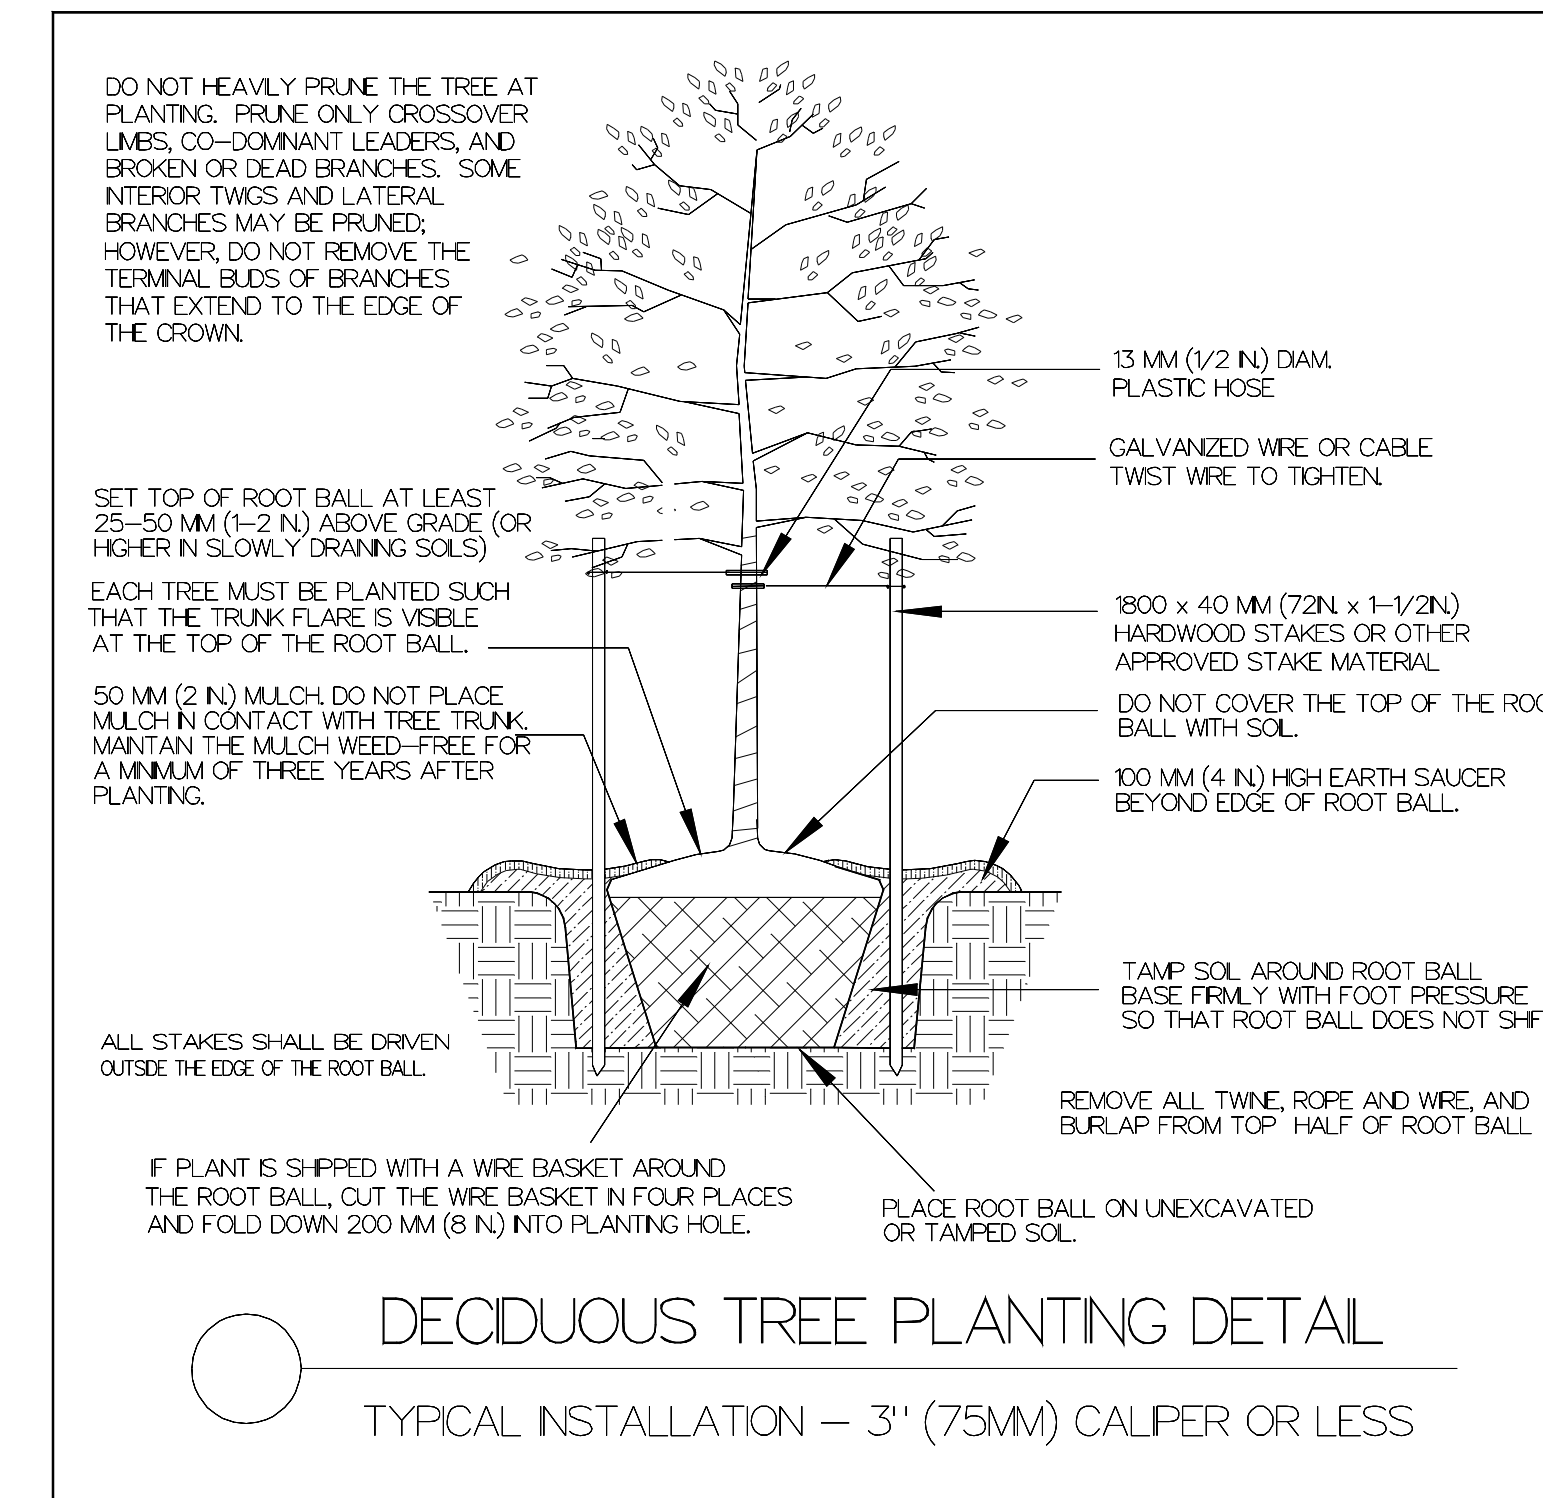 DO NOT HEAVILY PRUNE THE TREE AT
PLANTING. PRUNE ONLY CROSSOVER
LIMBS, CO-DOMINANT LEADERS, AND
BROKEN OR DEAD BRANCHES. SOME
INTERIOR TWIGS AND LATERAL
BRANCHES MAY BE PRUNED;
HOWEVER, DO NOT REMOVE THE
TERMINAL BUDS OF BRANCHES
THAT EXTEND TO THE EDGE OF
THE CROWN.
SET TOP OF ROOT BALL AT LEAST
25-50 MM (1-2 IN.) ABOVE GRADE (OR
HIGHER IN SLOWLY DRAINING SOILS)
EACH TREE MUST BE PLANTED SUCH
THAT THE TRUNK FLARE IS VISIBLE
AT THE TOP OF THE ROOT BALL.
50 MM (2 IN.) MULCH. DO NOT PLACE
MULCH IN CONTACT WITH TREE TRUNK.
MAINTAIN THE MULCH WEED-FREE FOR
A MINIMUM OF THREE YEARS AFTER
PLANTING.
ALL STAKES SHALL BE DRIVEN
OUTSIDE THE EDGE OF THE ROOT BALL.
IF PLANT IS SHIPPED WITH A WIRE BASKET AROUND
THE ROOT BALL, CUT THE WIRE BASKET IN FOUR PLACES
AND FOLD DOWN 200 MM (8 IN.) INTO PLANTING HOLE.
13 MM (1/2 IN.) DIAM.
PLASTIC HOSE
GALVANIZED WIRE OR CABLE
TWIST WIRE TO TIGHTEN.
1800 x 40 MM (72IN. x 1-1/2IN.)
HARDWOOD STAKES OR OTHER
APPROVED STAKE MATERIAL
DO NOT COVER THE TOP OF THE ROO
BALL WITH SOIL.
100 MM (4 IN.) HIGH EARTH SAUCER
BEYOND EDGE OF ROOT BALL.
TAMP SOIL AROUND ROOT BALL
BASE FIRMLY WITH FOOT PRESSURE
SO THAT ROOT BALL DOES NOT SHIF
REMOVE ALL TWINE, ROPE AND WIRE, AND
BURLAP FROM TOP HALF OF ROOT BALL
PLACE ROOT BALL ON UNEXCAVATED
OR TAMPED SOIL.
DECIDUOUS TREE PLANTING DETAIL
TYPICAL INSTALLATION - 3" (75MM) CALIPER OR LESS